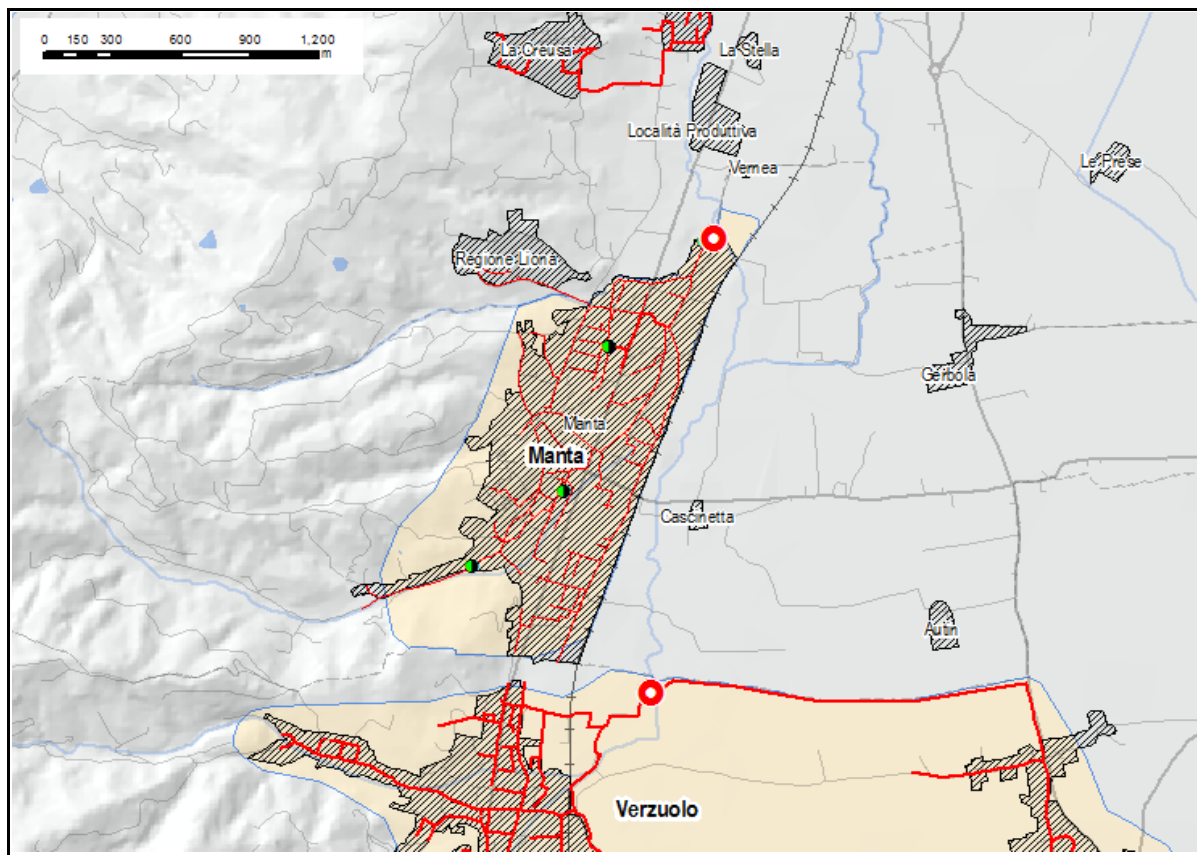 0 150 300 600 900 1,200
m
La Creusa
La Stella
Località Produttiva
Vernea
Le Prese
Regione Liona
Gerbola
Manta
Manta
Cascinetta
Autin
Verzuolo